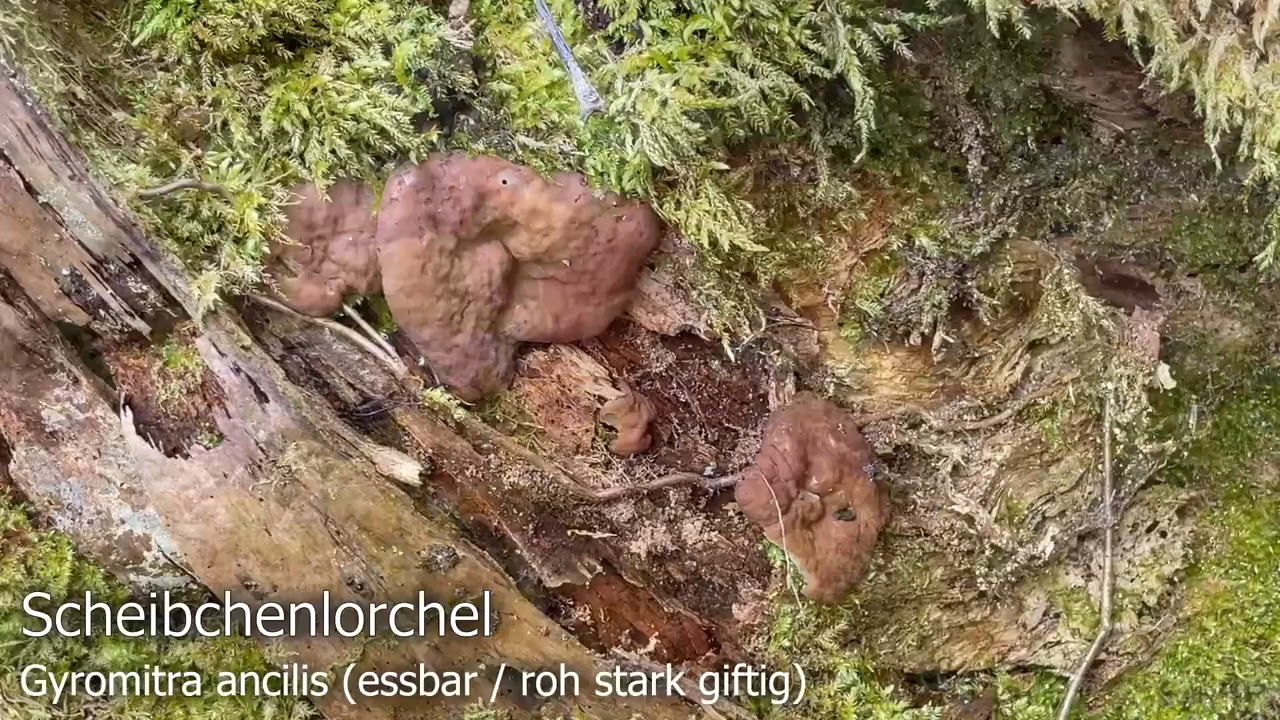 Scheibchenlorchel
Gyromitra ancilis (essbar / roh stark giftig)